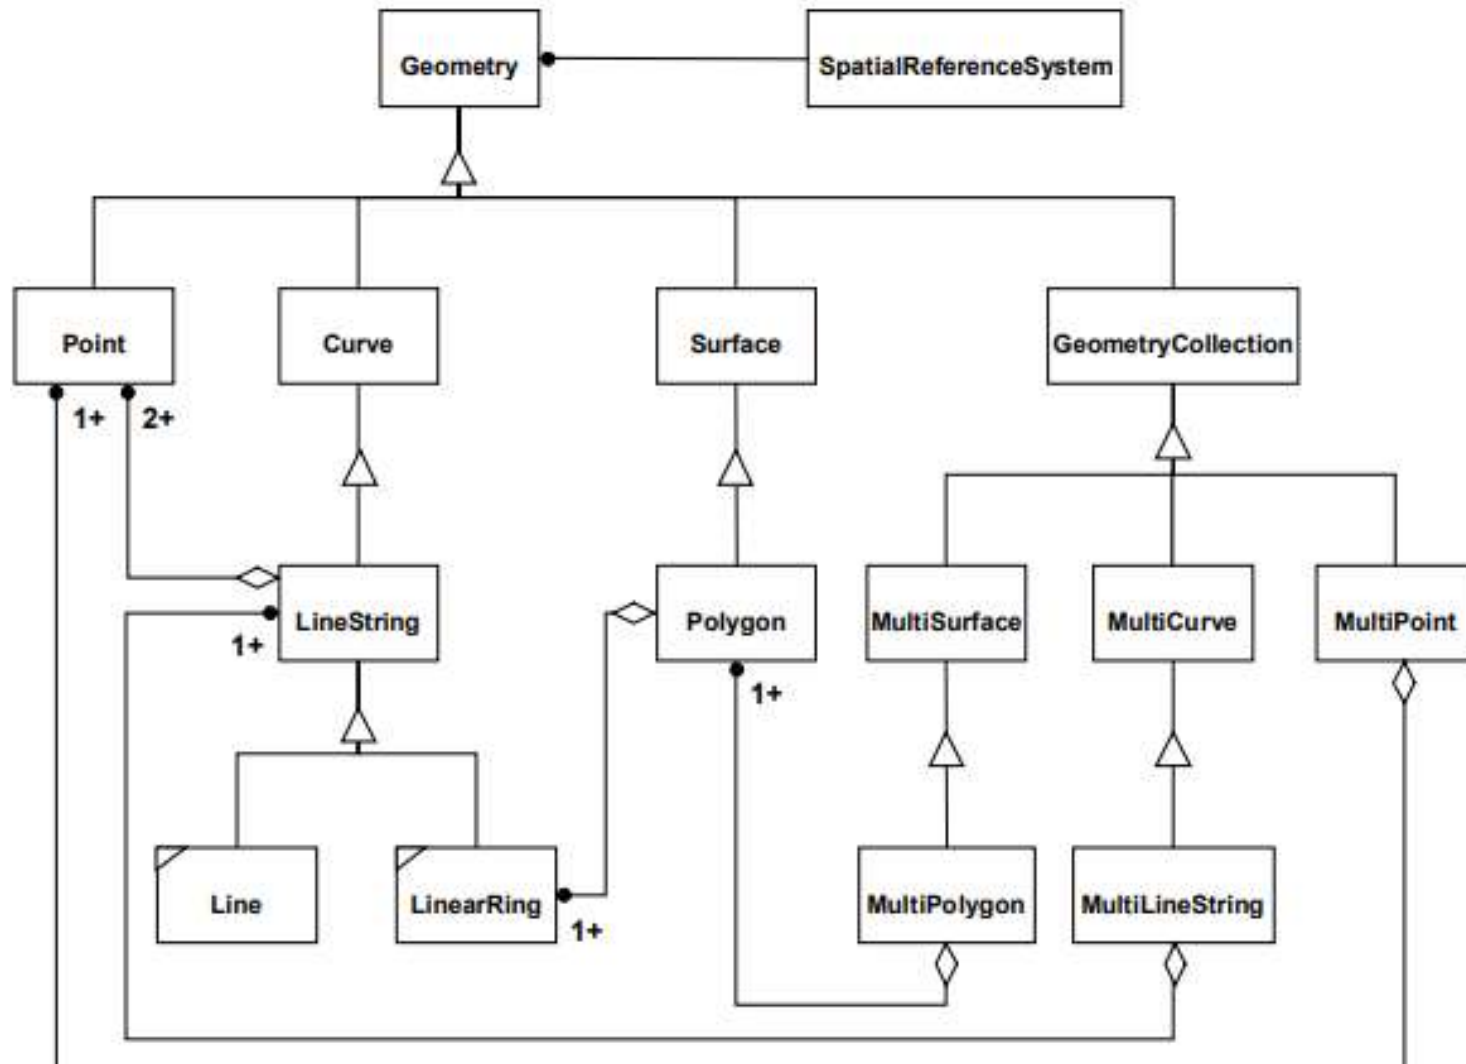 Geometry
SpatialReferenceSystem
Point
Curve
Surface
GeometryCollection
1+
2+
LineString
1+
Polygon
1+
MultiSurface
MultiCurve
MultiPoint
Line
LinearRing
1+
MultiPolygon
MultiLineString